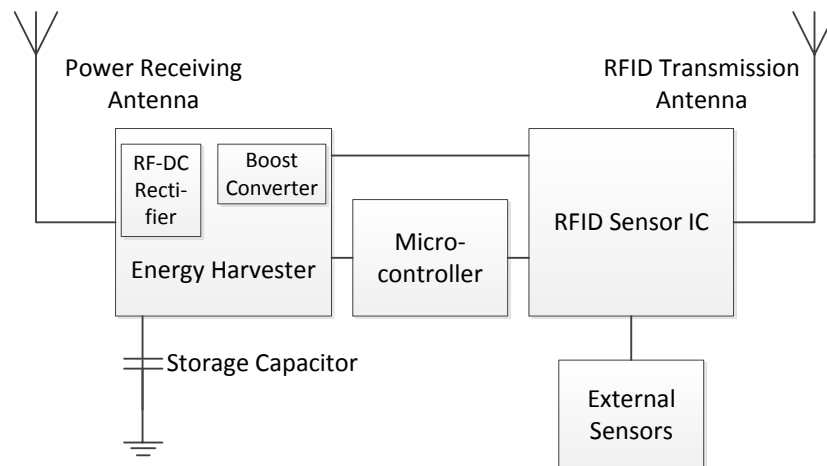 Power Receiving
Antenna
RFID Transmission
Antenna
RF-DC
Recti-
fier
Boost
Converter
Energy Harvester
Micro-
controller
RFID Sensor IC
Storage Capacitor
External
Sensors